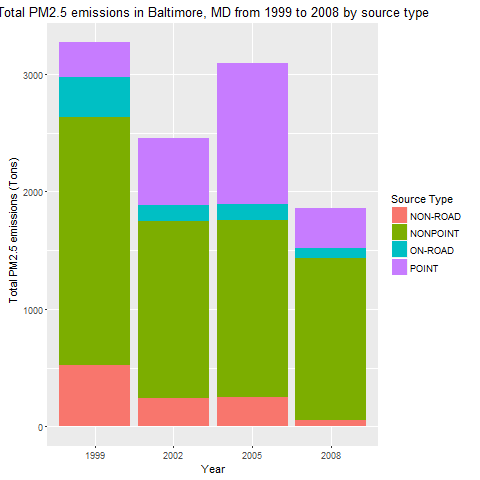 Total PM2.5 emissions in Baltimore, MD from 1999 to 2008 by source type
Total PM2.5 emissions (Tons)
3000
2000
1000
0
1999 2002 2005 2008
Year
Source Type
NON-ROAD
NONPOINT
ON-ROAD
POINT